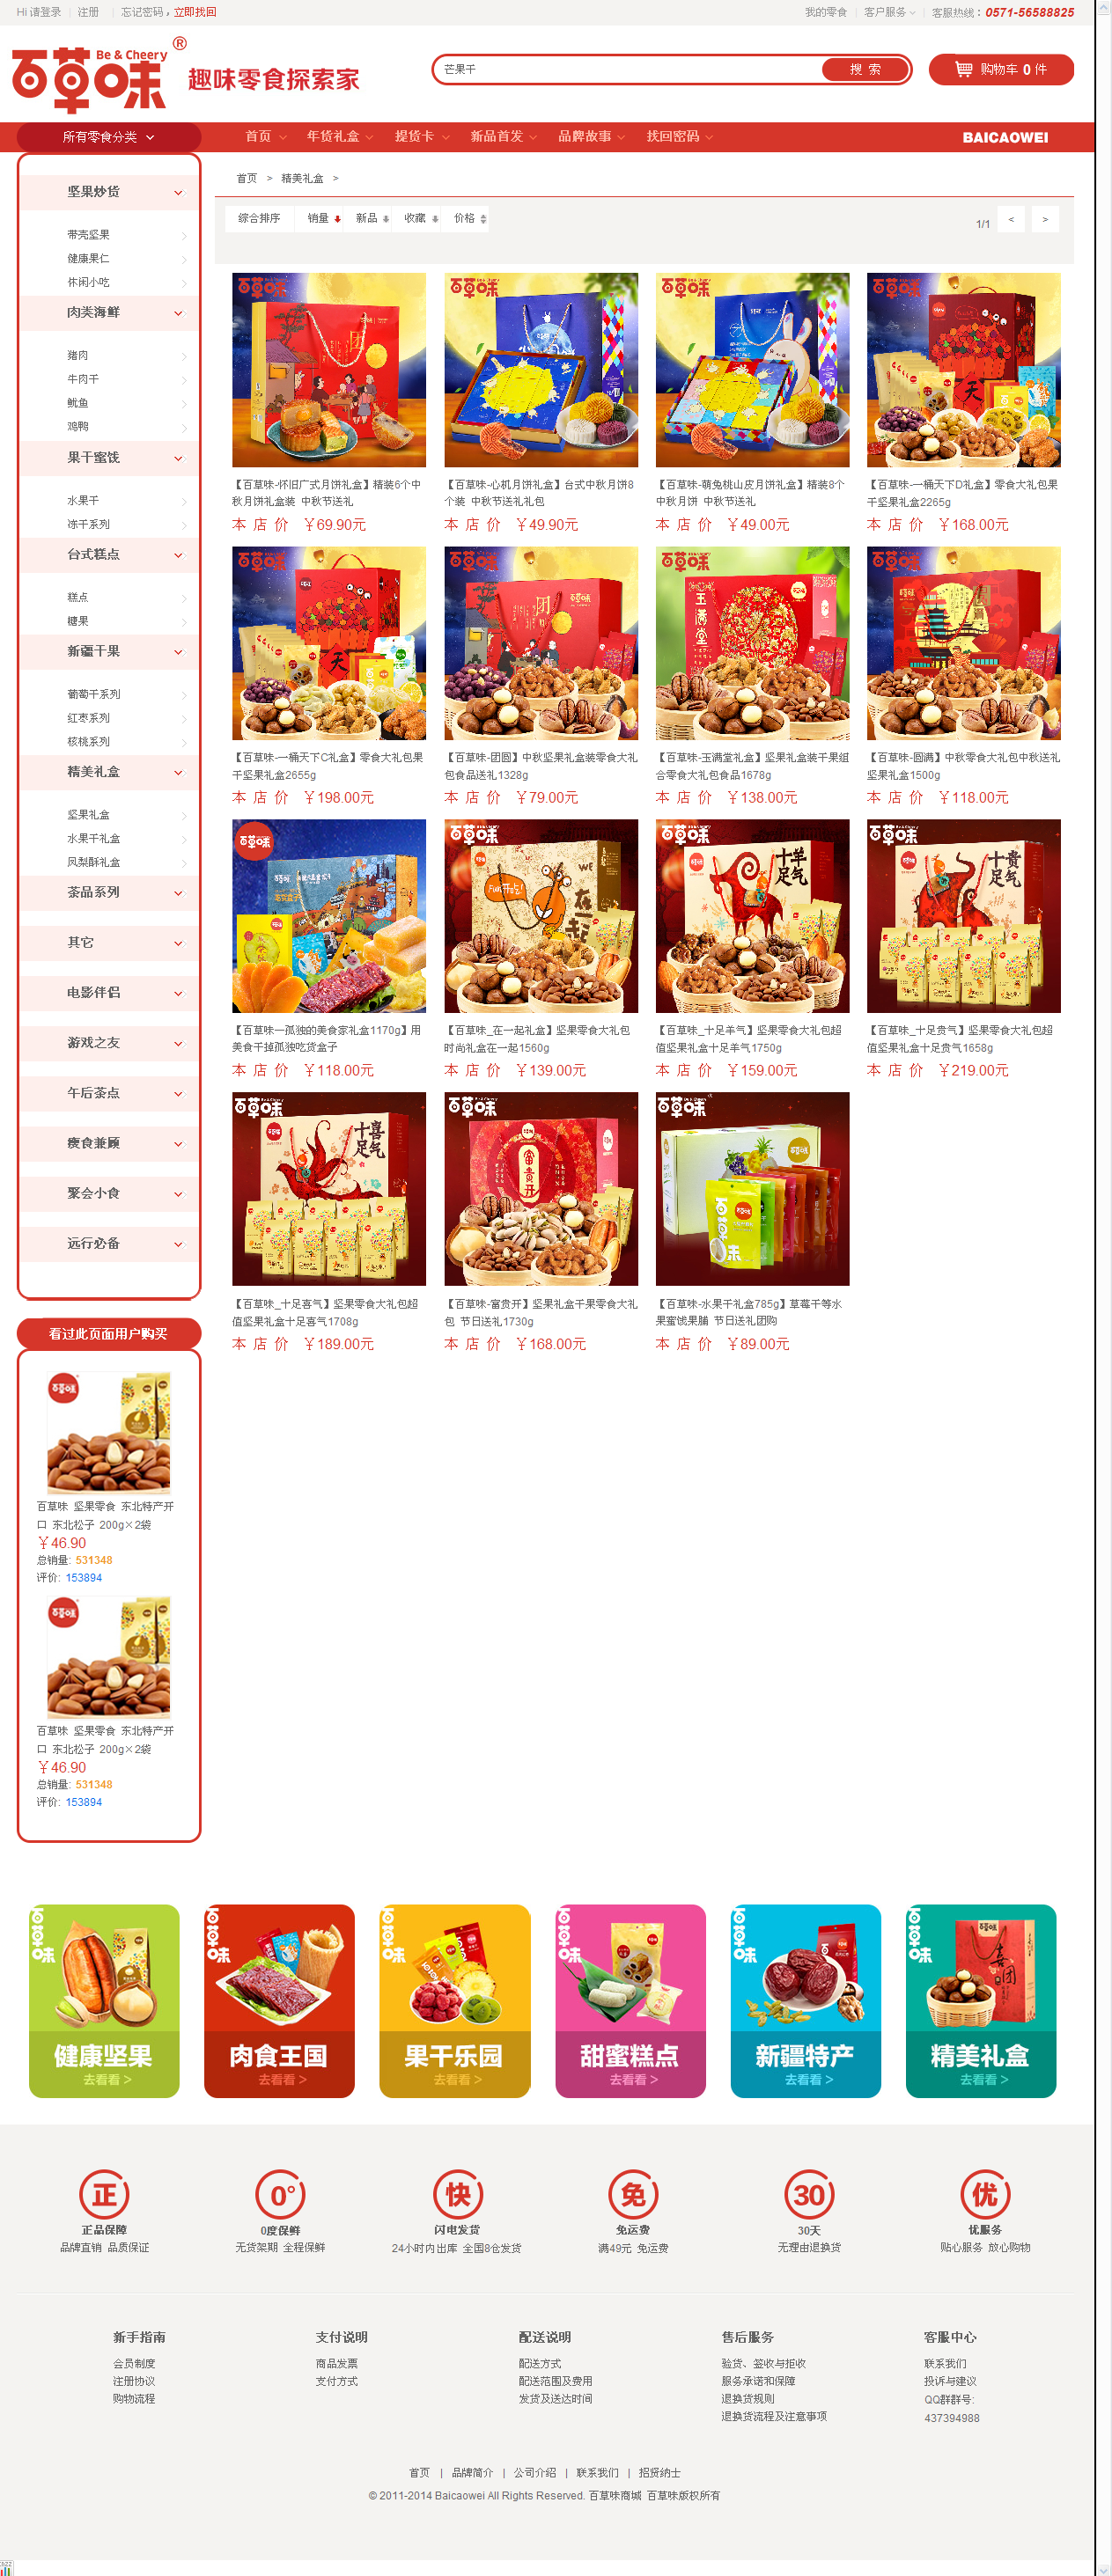 Hi 请登录 | 注册 | 忘记密码，立即找回
我的零食 | 客户服务 | 客服热线：0571-56588825
百草味 Be & Cheery ® 趣味零食探索家
芒果干 搜 索
购物车 0 件
所有零食分类 首页 年货礼盒 提货卡 新品首发 品牌故事 找回密码 BAICAOWEI
坚果炒货
带壳坚果
健康果仁
休闲小吃
肉类海鲜
猪肉
牛肉干
鱿鱼
鸡鸭
果干蜜饯
水果干
冻干系列
台式糕点
糕点
糖果
新疆干果
葡萄干系列
红枣系列
核桃系列
精美礼盒
坚果礼盒
水果干礼盒
凤梨酥礼盒
茶品系列
其它
电影伴侣
游戏之友
午后茶点
瘦食兼顾
聚会小食
远行必备
首页 > 精美礼盒 >
综合排序 销量 新品 收藏 价格
1/1 < >
【百草味-怀旧广式月饼礼盒】精装6个中
秋月饼礼盒装 中秋节送礼
本 店 价 ￥69.90元
【百草味-心机月饼礼盒】台式中秋月饼8
个装 中秋节送礼礼包
本 店 价 ￥49.90元
【百草味-萌兔桃山皮月饼礼盒】精装8个
中秋月饼 中秋节送礼
本 店 价 ￥49.00元
【百草味-一桶天下D礼盒】零食大礼包果
干坚果礼盒2265g
本 店 价 ￥168.00元
【百草味-一桶天下C礼盒】零食大礼包果
干坚果礼盒2655g
本 店 价 ￥198.00元
【百草味-团圆】中秋坚果礼盒装零食大礼
包食品送礼1328g
本 店 价 ￥79.00元
【百草味-玉满堂礼盒】坚果礼盒装干果组
合零食大礼包食品1678g
本 店 价 ￥138.00元
【百草味-圆满】中秋零食大礼包中秋送礼
坚果礼盒1500g
本 店 价 ￥118.00元
【百草味一孤独的美食家礼盒1170g】用
美食干掉孤独吃货盒子
本 店 价 ￥118.00元
【百草味_在一起礼盒】坚果零食大礼包
时尚礼盒在一起1560g
本 店 价 ￥139.00元
【百草味_十足羊气】坚果零食大礼包超
值坚果礼盒十足羊气1750g
本 店 价 ￥159.00元
【百草味_十足贵气】坚果零食大礼包超
值坚果礼盒十足贵气1658g
本 店 价 ￥219.00元
【百草味_十足喜气】坚果零食大礼包超
值坚果礼盒十足喜气1708g
本 店 价 ￥189.00元
【百草味-富贵开】坚果礼盒干果零食大礼
包 节日送礼1730g
本 店 价 ￥168.00元
【百草味-水果干礼盒785g】草莓干等水
果蜜饯果脯 节日送礼团购
本 店 价 ￥89.00元
看过此页面用户购买
百草味 坚果零食 东北特产开
口 东北松子 200g×2袋
￥46.90
总销量: 531348
评价: 153894
百草味 坚果零食 东北特产开
口 东北松子 200g×2袋
￥46.90
总销量: 531348
评价: 153894
健康坚果 去看看 >
肉食王国 去看看 >
果干乐园 去看看 >
甜蜜糕点 去看看 >
新疆特产 去看看 >
精美礼盒 去看看 >
正 0° 快 免 30 优
正品保障 0度保鲜 闪电发货 免运费 30天 优服务
品牌直销 品质保证 无货架期 全程保鲜 24小时内出库 全国8仓发货 满49元 免运费 无理由退换货 贴心服务 放心购物
新手指南
会员制度
注册协议
购物流程
支付说明
商品发票
支付方式
配送说明
配送方式
配送范围及费用
发货及送达时间
售后服务
验货、签收与拒收
服务承诺和保障
退换货规则
退换货流程及注意事项
客服中心
联系我们
投诉与建议
QQ群群号:
437394988
首页 | 品牌简介 | 公司介绍 | 联系我们 | 招贤纳士
© 2011-2014 Baicaowei All Rights Reserved. 百草味商城 百草味版权所有